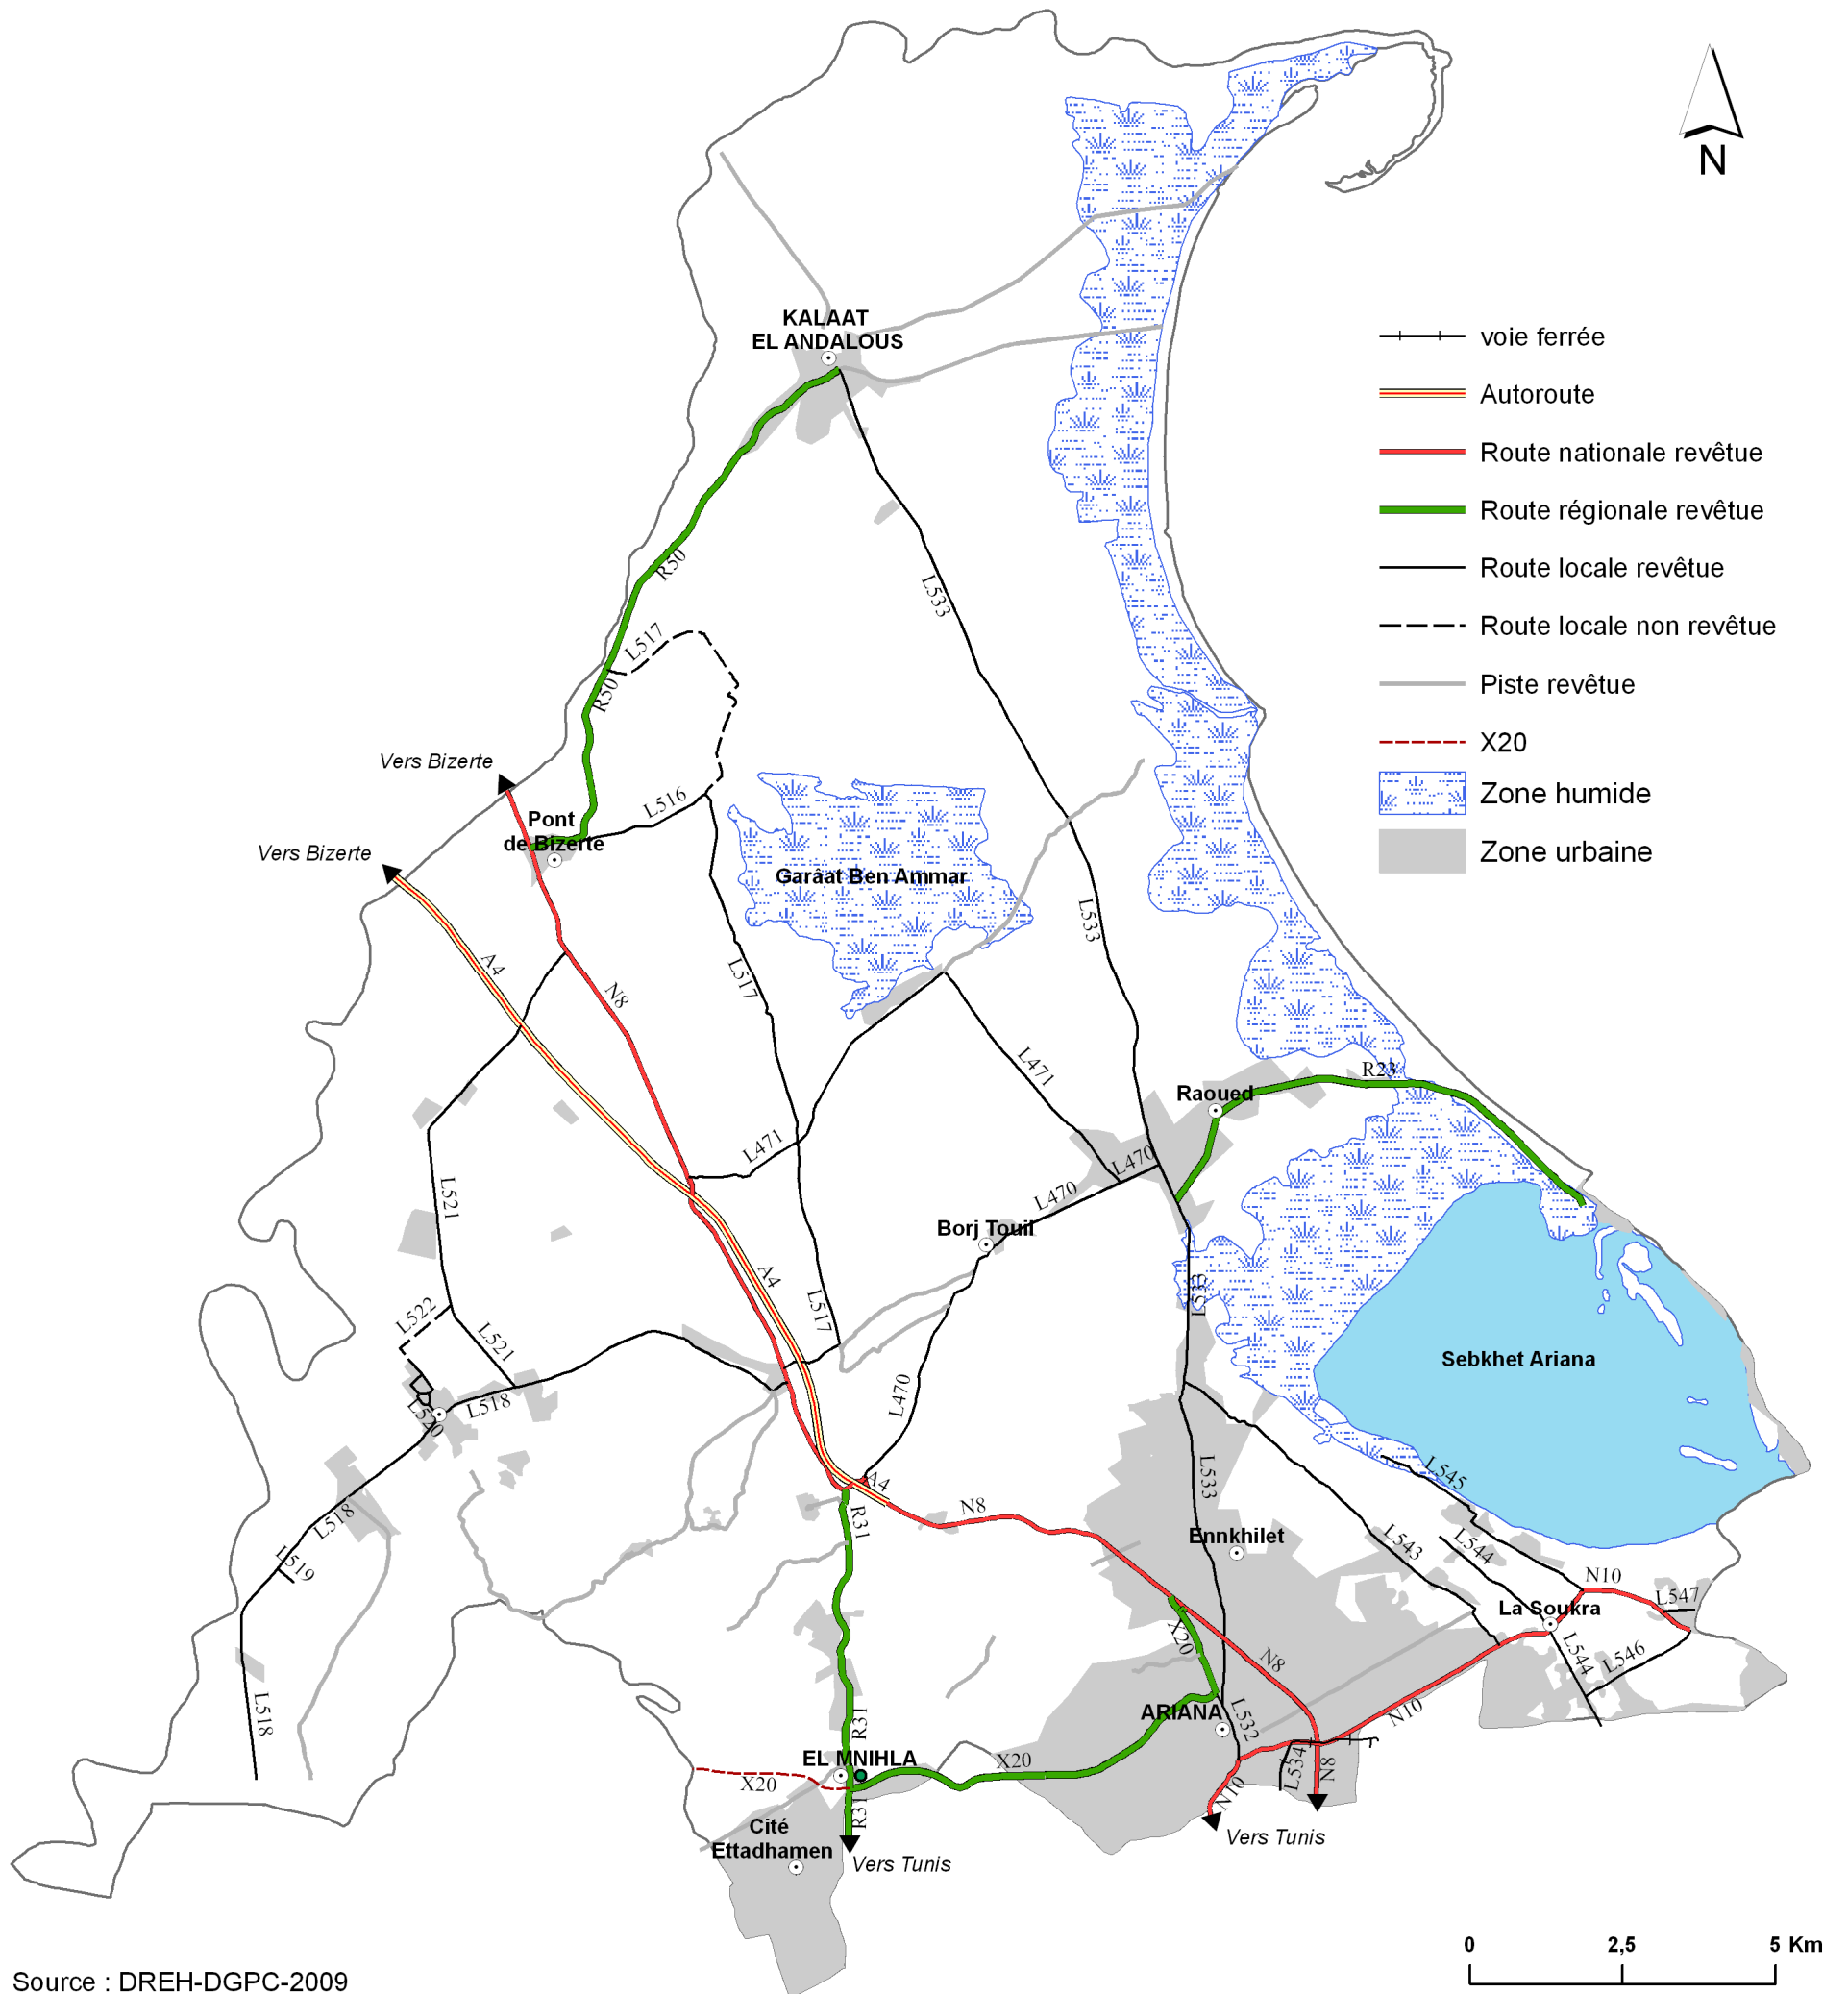 N
KALAAT
EL ANDALOUS
voie ferrée
Autoroute
Route nationale revêtue
Route régionale revêtue
Route locale revêtue
Route locale non revêtue
Piste revêtue
X20
Zone humide
Zone urbaine
R50
L533
L517
R50
Vers Bizerte
L516
Pont
de Bizerte
Vers Bizerte
Garâat Ben Ammar
L533
A4
N8
L517
L471
R23
Raoued
L471
L470
L521
L470
Borj Touil
A4
L533
L517
L522
L521
Sebkhet Ariana
L470
L518
L520
L545
L533
A4
N8
R31
L518
Ennkhilet
L543
L544
L519
N10
L547
La Soukra
X20
L544
L546
N8
L518
R31
ARIANA
L532
N10
EL MNIHLA
X20
X20
L534
N8
N10
R31
Cité
Ettadhamen
Vers Tunis
Vers Tunis
0 2,5 5 Km
Source : DREH-DGPC-2009